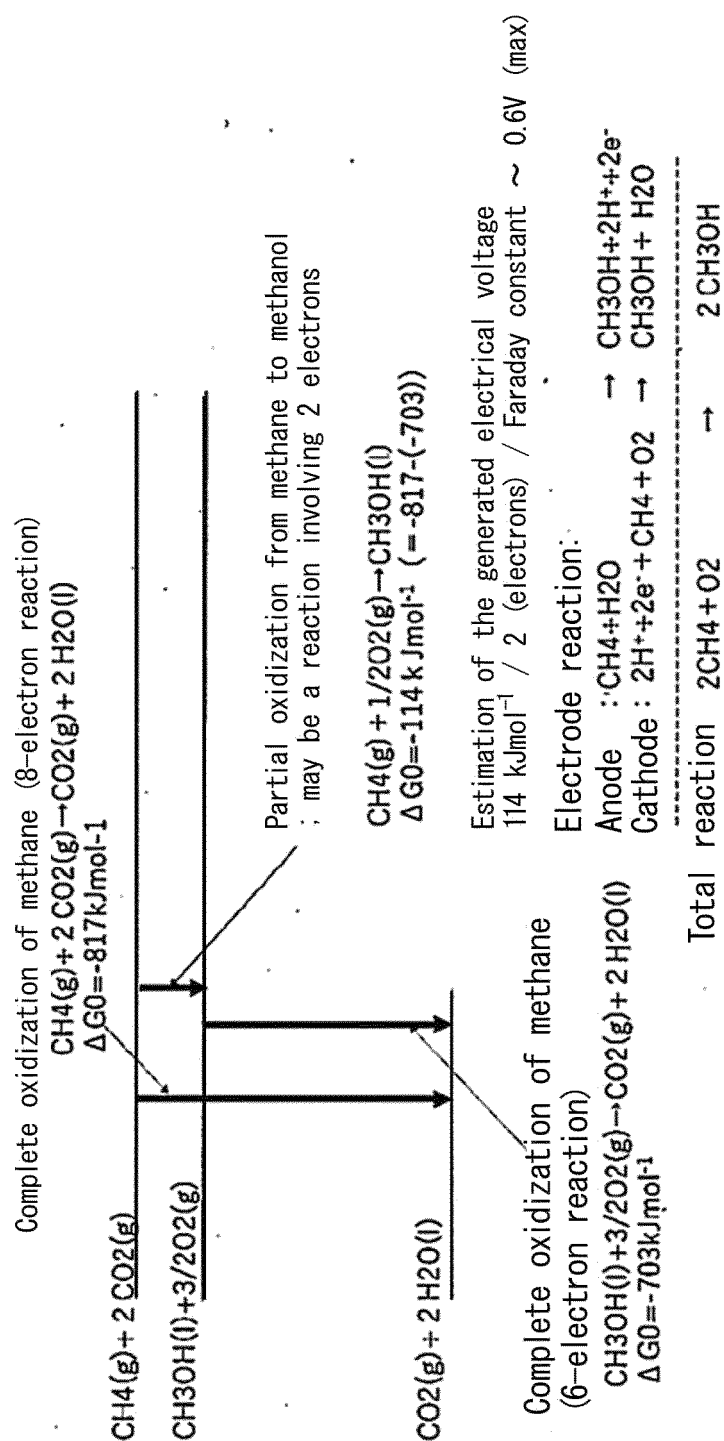 Complete oxidization of methane (8-electron reaction)
CH4(g)+ 2 CO2(g)→CO2(g)+ 2 H2O(l)
ΔG0=-817kJmol-1
CH4(g)+ 2 CO2(g)
CH3OH(l)+3/2O2(g)
CO2(g)+ 2 H2O(l)
Partial oxidization from methane to methanol
; may be a reaction involving 2 electrons
CH4(g)+1/2O2(g)→CH3OH(l)
ΔG0=-114kJmol⁻¹ (=-817-(-703))
Estimation of the generated electrical voltage
114 kJmol⁻¹ / 2 (electrons) / Faraday constant ~ 0.6V (max)
Electrode reaction:
Anode :CH4+H2O → CH3OH+2H⁺+2e⁻
Cathode : 2H⁺+2e⁻+CH4+O2 → CH3OH+H2O
Total reaction 2CH4+O2 → 2CH3OH
Complete oxidization of methane
(6-electron reaction)
CH3OH(l)+3/2O2(g)→CO2(g)+ 2 H2O(l)
ΔG0=-703kJmol⁻¹